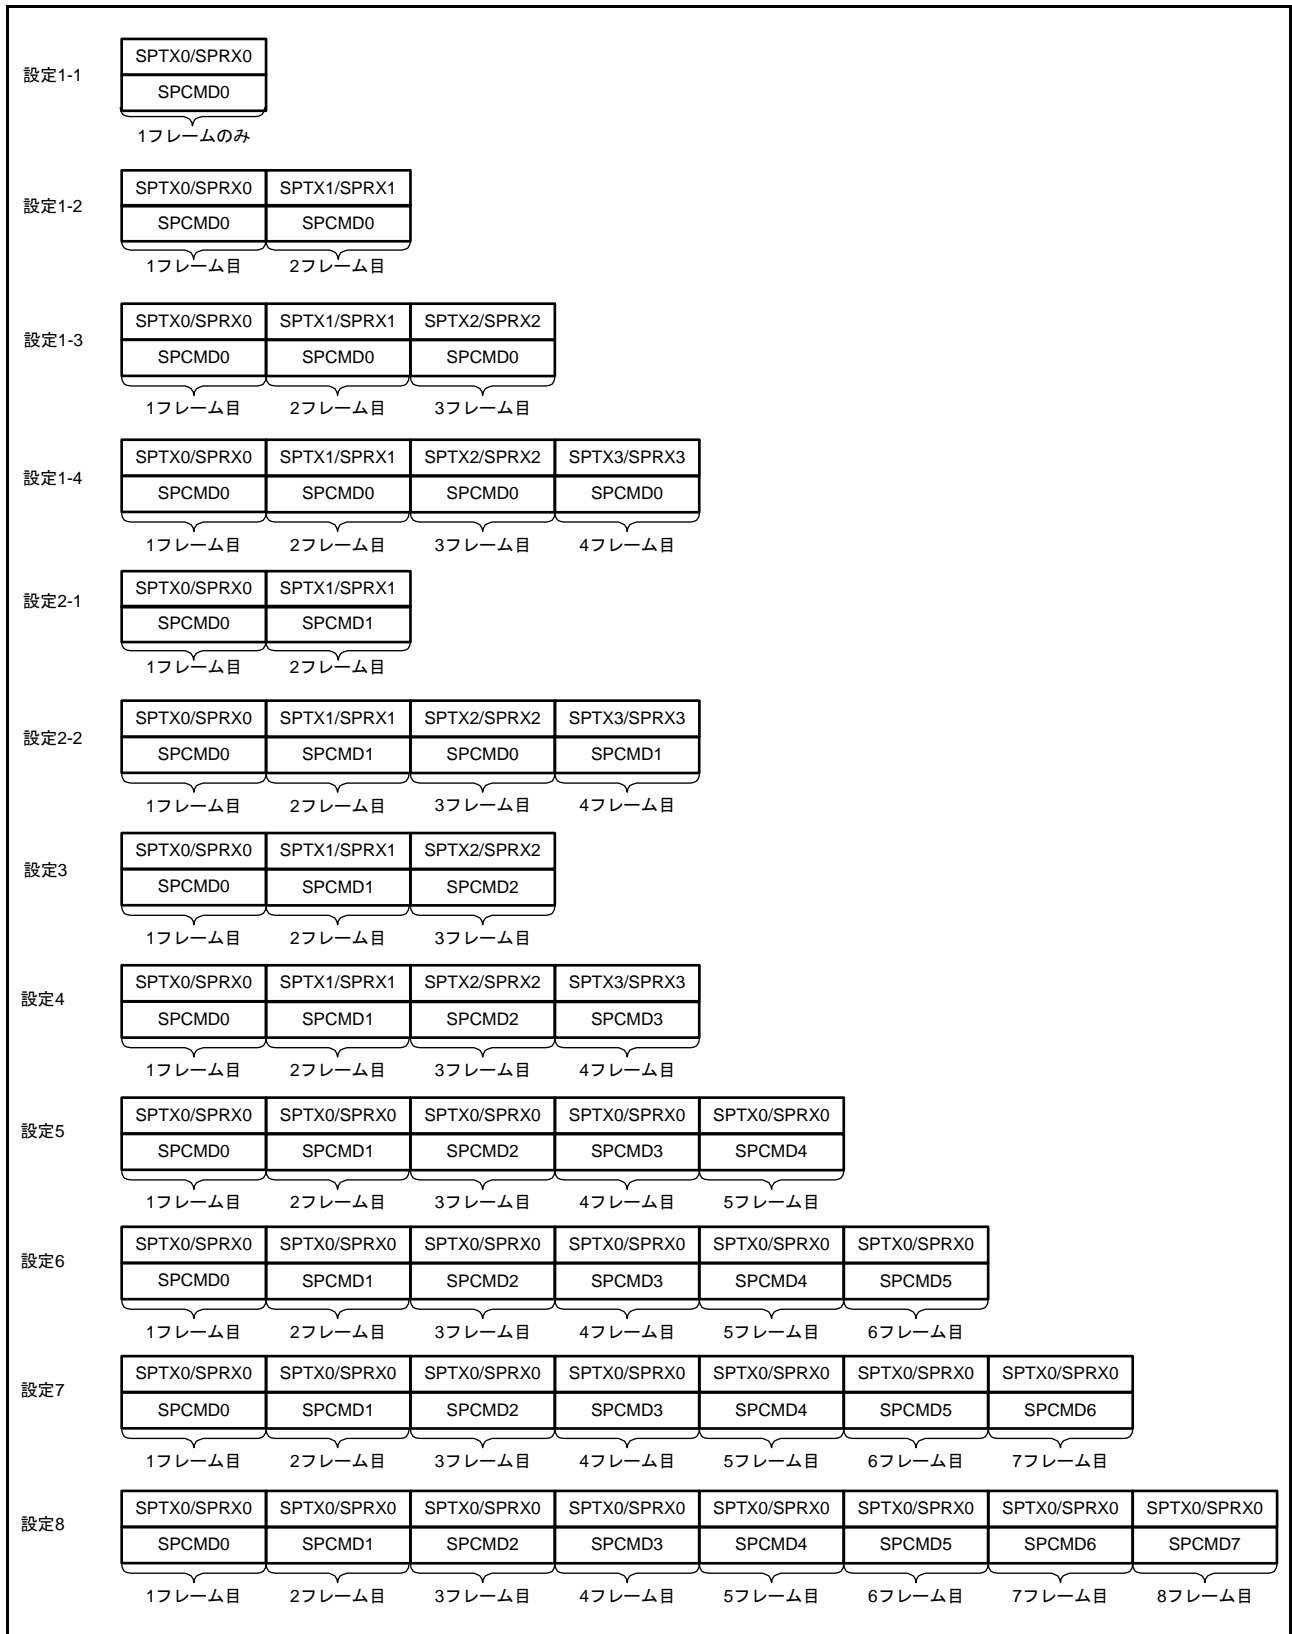 設定1-1
SPTX0/SPRX0
SPCMD0
1フレームのみ
設定1-2
SPTX0/SPRX0 SPTX1/SPRX1
SPCMD0 SPCMD0
1フレーム目 2フレーム目
設定1-3
SPTX0/SPRX0 SPTX1/SPRX1 SPTX2/SPRX2
SPCMD0 SPCMD0 SPCMD0
1フレーム目 2フレーム目 3フレーム目
設定1-4
SPTX0/SPRX0 SPTX1/SPRX1 SPTX2/SPRX2 SPTX3/SPRX3
SPCMD0 SPCMD0 SPCMD0 SPCMD0
1フレーム目 2フレーム目 3フレーム目 4フレーム目
設定2-1
SPTX0/SPRX0 SPTX1/SPRX1
SPCMD0 SPCMD1
1フレーム目 2フレーム目
設定2-2
SPTX0/SPRX0 SPTX1/SPRX1 SPTX2/SPRX2 SPTX3/SPRX3
SPCMD0 SPCMD1 SPCMD0 SPCMD1
1フレーム目 2フレーム目 3フレーム目 4フレーム目
設定3
SPTX0/SPRX0 SPTX1/SPRX1 SPTX2/SPRX2
SPCMD0 SPCMD1 SPCMD2
1フレーム目 2フレーム目 3フレーム目
設定4
SPTX0/SPRX0 SPTX1/SPRX1 SPTX2/SPRX2 SPTX3/SPRX3
SPCMD0 SPCMD1 SPCMD2 SPCMD3
1フレーム目 2フレーム目 3フレーム目 4フレーム目
設定5
SPTX0/SPRX0 SPTX0/SPRX0 SPTX0/SPRX0 SPTX0/SPRX0 SPTX0/SPRX0
SPCMD0 SPCMD1 SPCMD2 SPCMD3 SPCMD4
1フレーム目 2フレーム目 3フレーム目 4フレーム目 5フレーム目
設定6
SPTX0/SPRX0 SPTX0/SPRX0 SPTX0/SPRX0 SPTX0/SPRX0 SPTX0/SPRX0 SPTX0/SPRX0
SPCMD0 SPCMD1 SPCMD2 SPCMD3 SPCMD4 SPCMD5
1フレーム目 2フレーム目 3フレーム目 4フレーム目 5フレーム目 6フレーム目
設定7
SPTX0/SPRX0 SPTX0/SPRX0 SPTX0/SPRX0 SPTX0/SPRX0 SPTX0/SPRX0 SPTX0/SPRX0 SPTX0/SPRX0
SPCMD0 SPCMD1 SPCMD2 SPCMD3 SPCMD4 SPCMD5 SPCMD6
1フレーム目 2フレーム目 3フレーム目 4フレーム目 5フレーム目 6フレーム目 7フレーム目
設定8
SPTX0/SPRX0 SPTX0/SPRX0 SPTX0/SPRX0 SPTX0/SPRX0 SPTX0/SPRX0 SPTX0/SPRX0 SPTX0/SPRX0 SPTX0/SPRX0
SPCMD0 SPCMD1 SPCMD2 SPCMD3 SPCMD4 SPCMD5 SPCMD6 SPCMD7
1フレーム目 2フレーム目 3フレーム目 4フレーム目 5フレーム目 6フレーム目 7フレーム目 8フレーム目